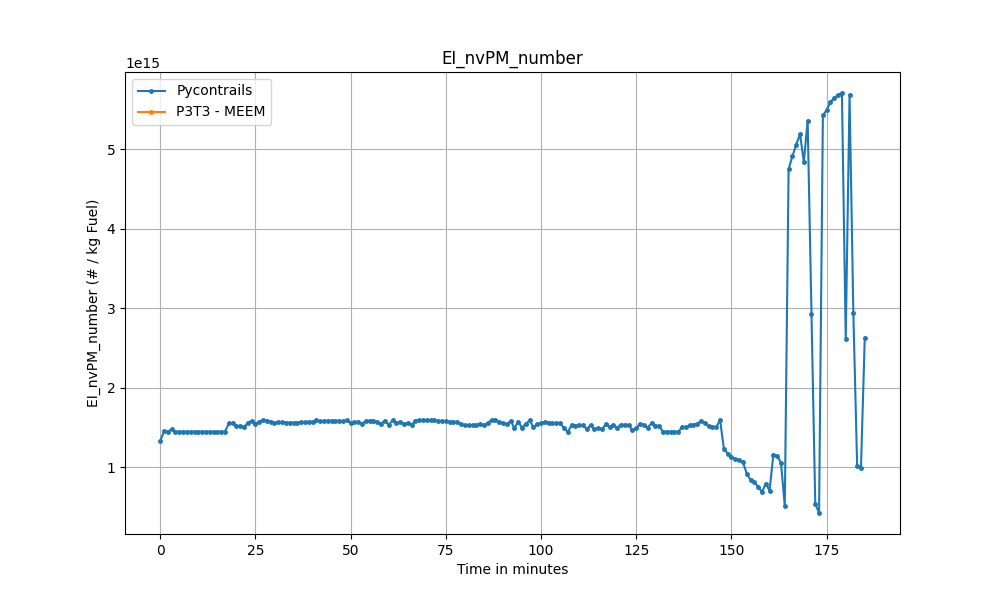 EI_nvPM_number
1e15
Pycontrails
P3T3 - MEEM
5
4
3
2
1
EI_nvPM_number (# / kg Fuel)
0 25 50 75 100 125 150 175
Time in minutes